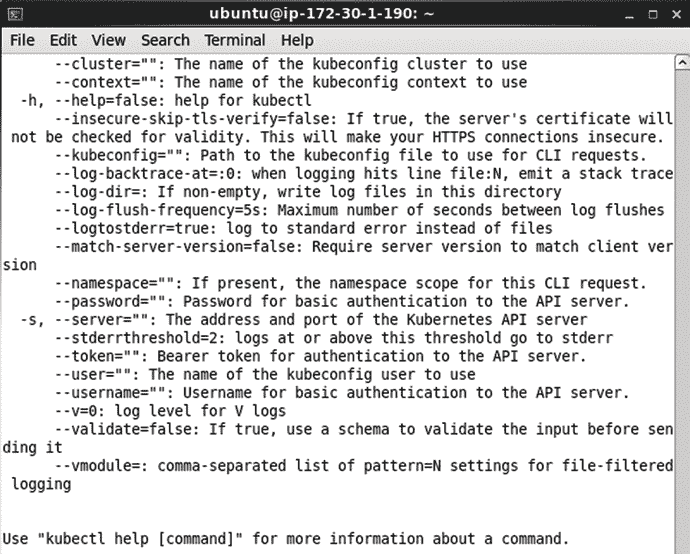 ubuntu@ip-172-30-1-190: ~
File Edit View Search Terminal Help
--cluster="": The name of the kubeconfig cluster to use
--context="": The name of the kubeconfig context to use
-h, --help=false: help for kubectl
--insecure-skip-tls-verify=false: If true, the server's certificate will
not be checked for validity. This will make your HTTPS connections insecure.
--kubeconfig="": Path to the kubeconfig file to use for CLI requests.
--log-backtrace-at=:0: when logging hits line file:N, emit a stack trace
--log-dir=: If non-empty, write log files in this directory
--log-flush-frequency=5s: Maximum number of seconds between log flushes
--logtostderr=true: log to standard error instead of files
--match-server-version=false: Require server version to match client ver
sion
--namespace="": If present, the namespace scope for this CLI request.
--password="": Password for basic authentication to the API server.
-s, --server="": The address and port of the Kubernetes API server
--stderrthreshold=2: logs at or above this threshold go to stderr
--token="": Bearer token for authentication to the API server.
--user="": The name of the kubeconfig user to use
--username="": Username for basic authentication to the API server.
--v=0: log level for V logs
--validate=false: If true, use a schema to validate the input before sen
ding it
--vmodule=: comma-separated list of pattern=N settings for file-filtered
logging
Use "kubectl help [command]" for more information about a command.